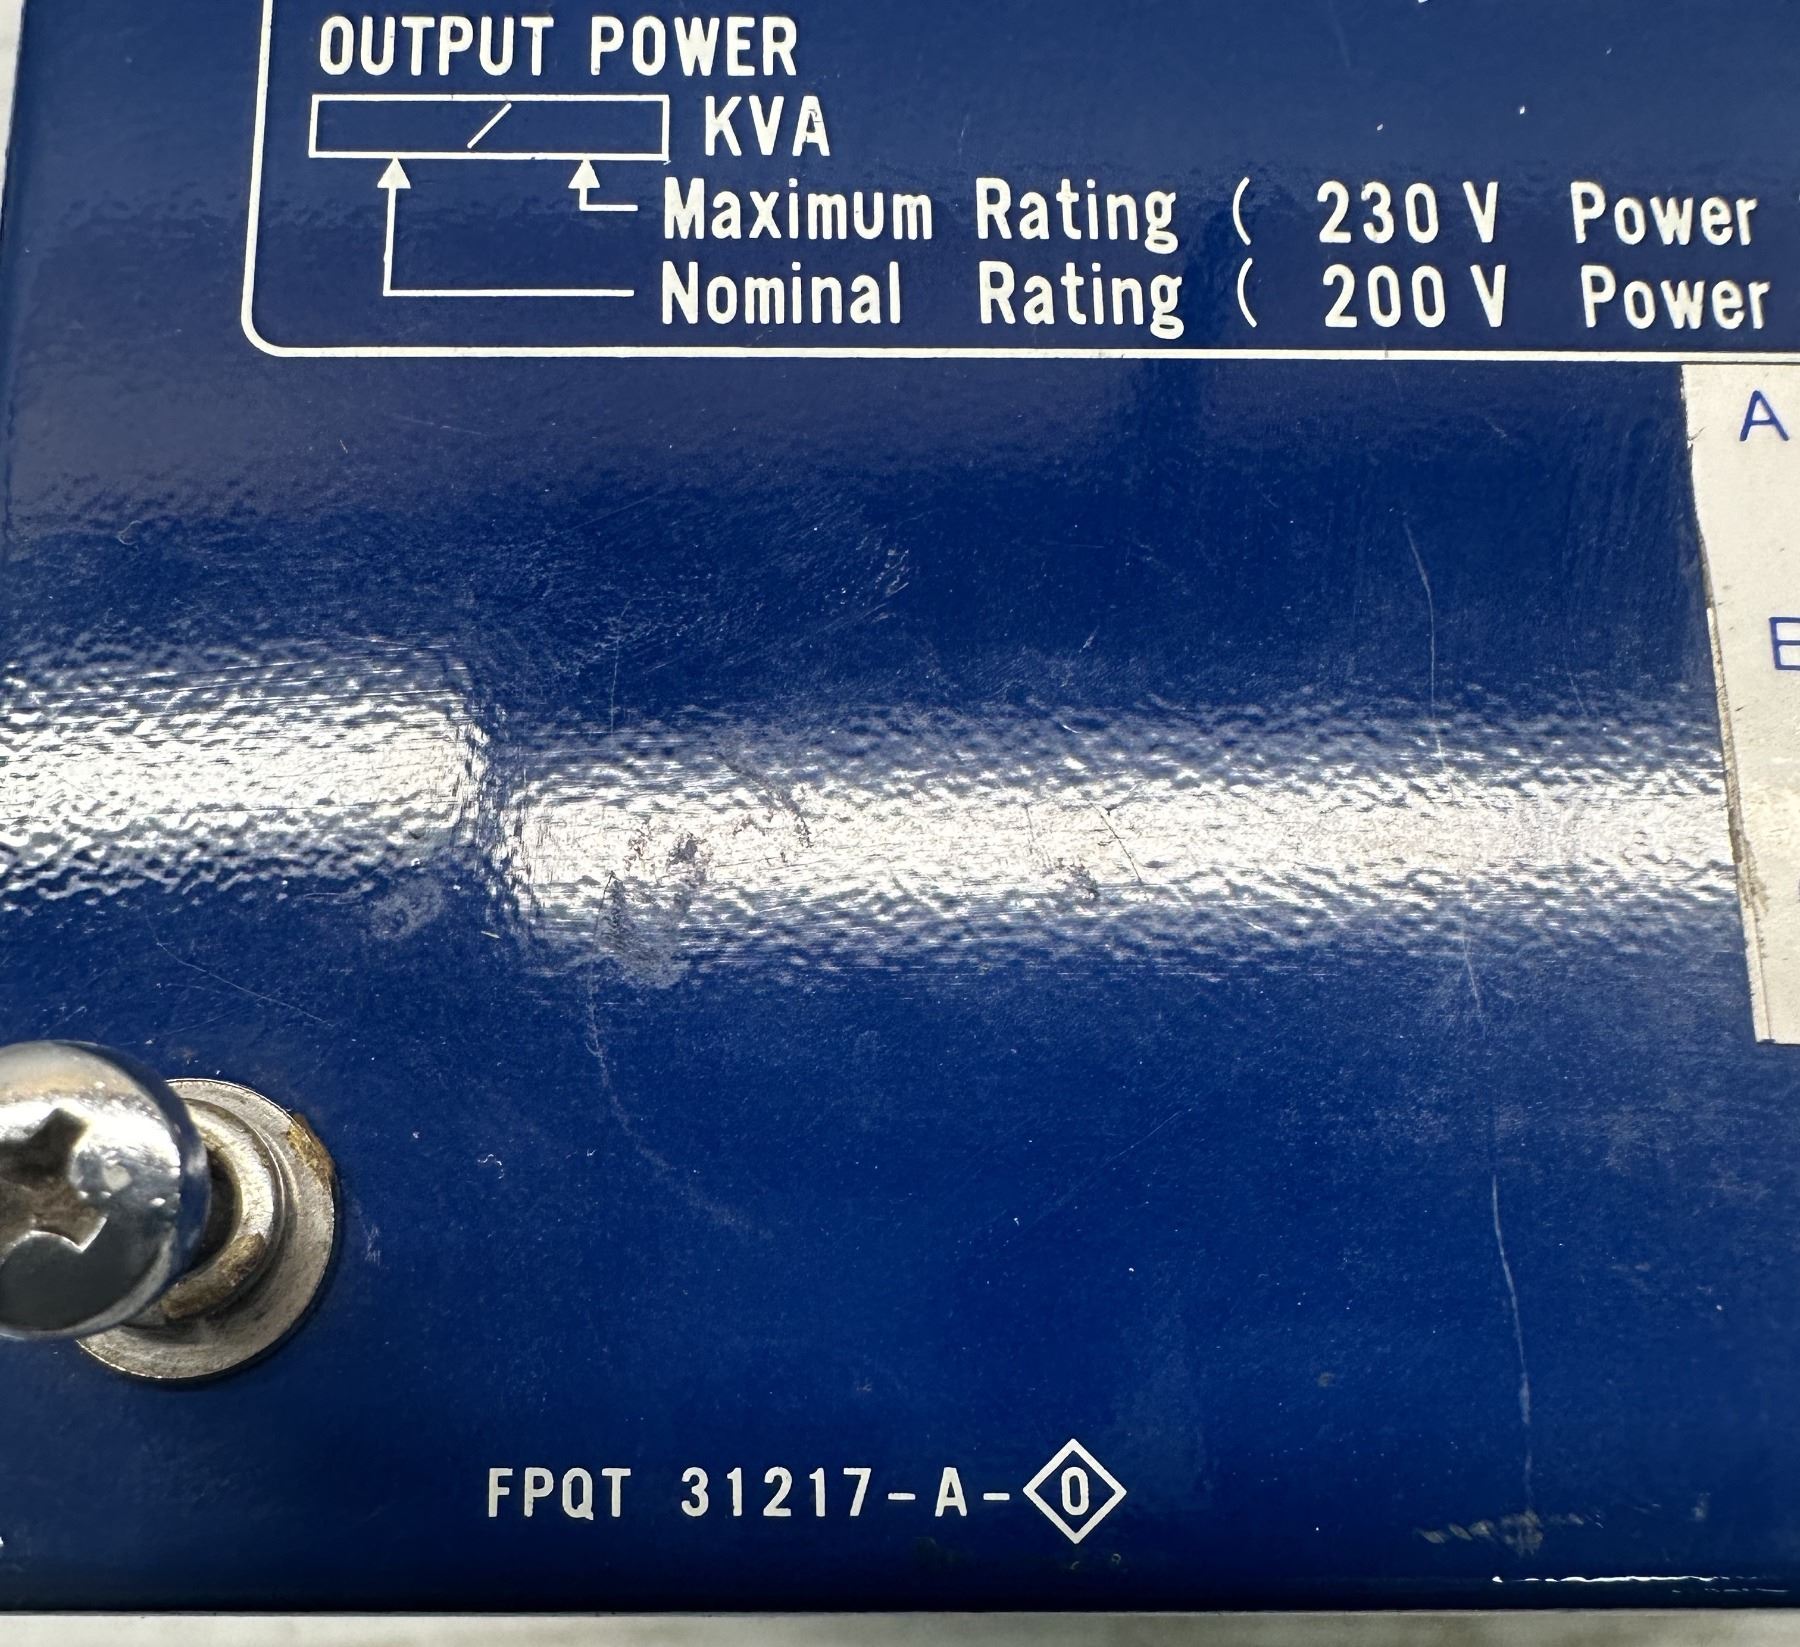 OUTPUT POWER
/ KVA
Maximum Rating ( 230 V Power
Nominal Rating ( 200 V Power
A
E
FPQT 31217-A-0